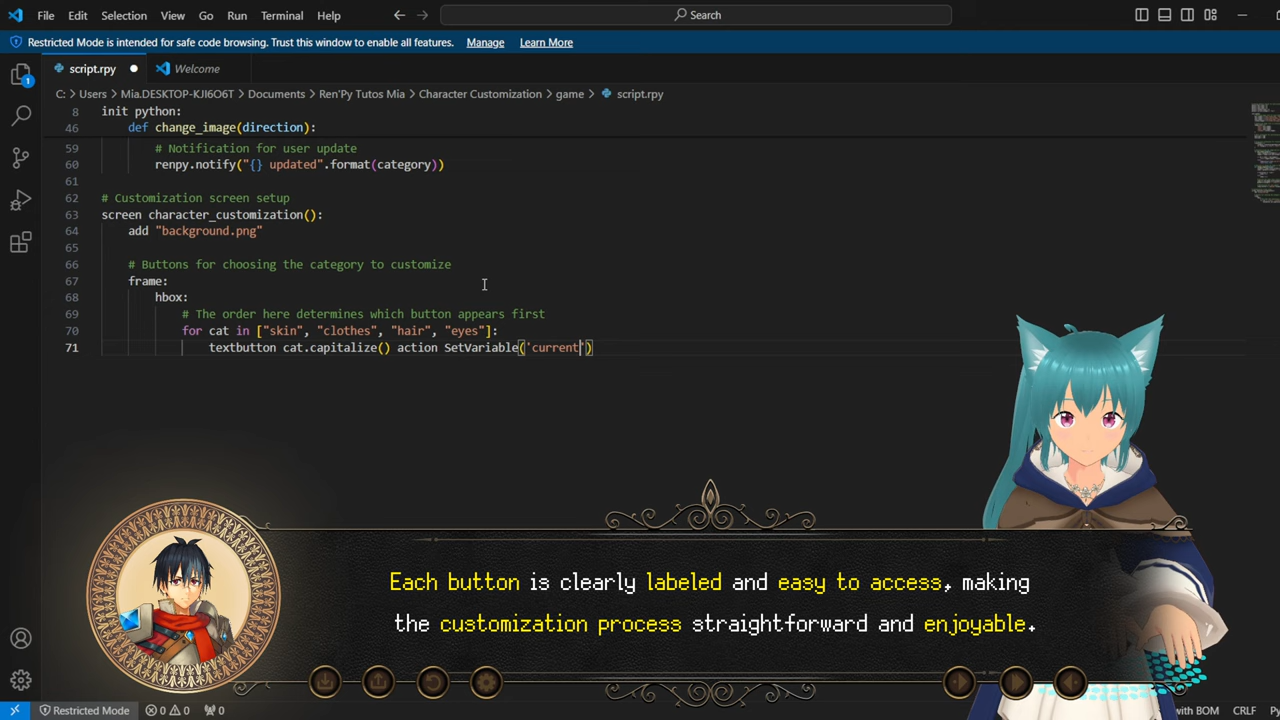 File Edit Selection View Go Run Terminal Help Search
Restricted Mode is intended for safe code browsing. Trust this window to enable all features. Manage Learn More
script.rpy Welcome
C: > Users > Mia.DESKTOP-KJI6O6T > Documents > Ren'Py Tutos Mia > Character Customization > game > script.rpy
8 init python:
46 def change_image(direction):
59 # Notification for user update
60 renpy.notify("{} updated".format(category))
61
62 # Customization screen setup
63 screen character_customization():
64 add "background.png"
65
66 # Buttons for choosing the category to customize
67 frame:
68 hbox:
69 # The order here determines which button appears first
70 for cat in ["skin", "clothes", "hair", "eyes"]:
71 textbutton cat.capitalize() action SetVariable('current')
1
Each button is clearly labeled and easy to access, making
the customization process straightforward and enjoyable.
Restricted Mode 0 0 0 with BOM CRLF